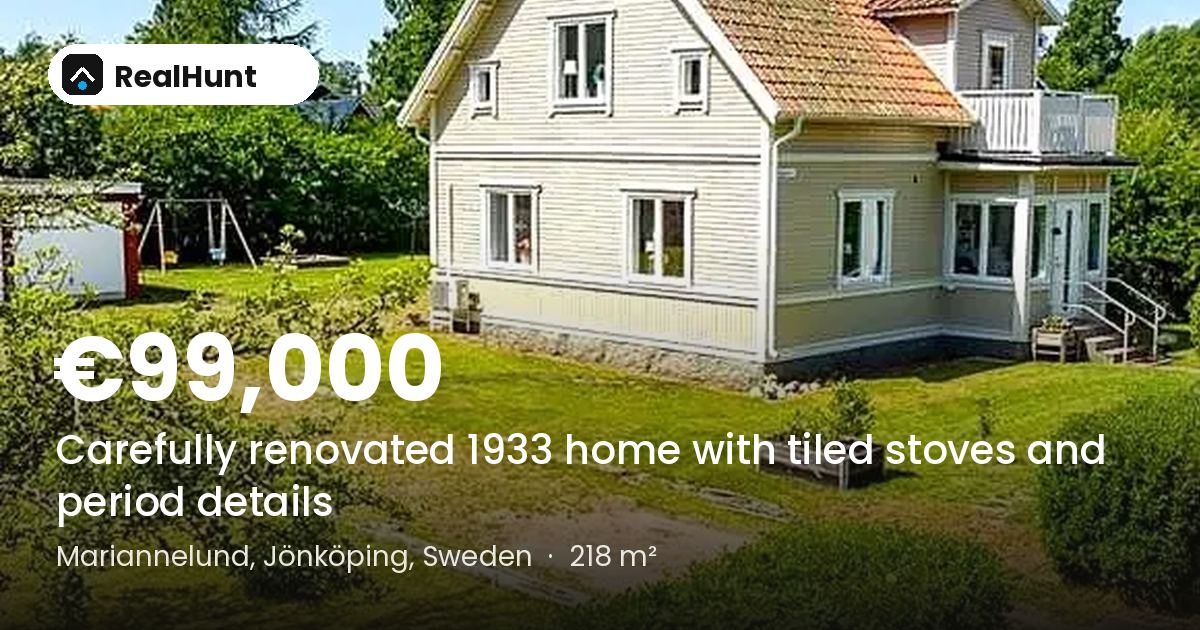 RealHunt
€99,000
Carefully renovated 1933 home with tiled stoves and
period details
Mariannelund, Jönköping, Sweden · 218 m²